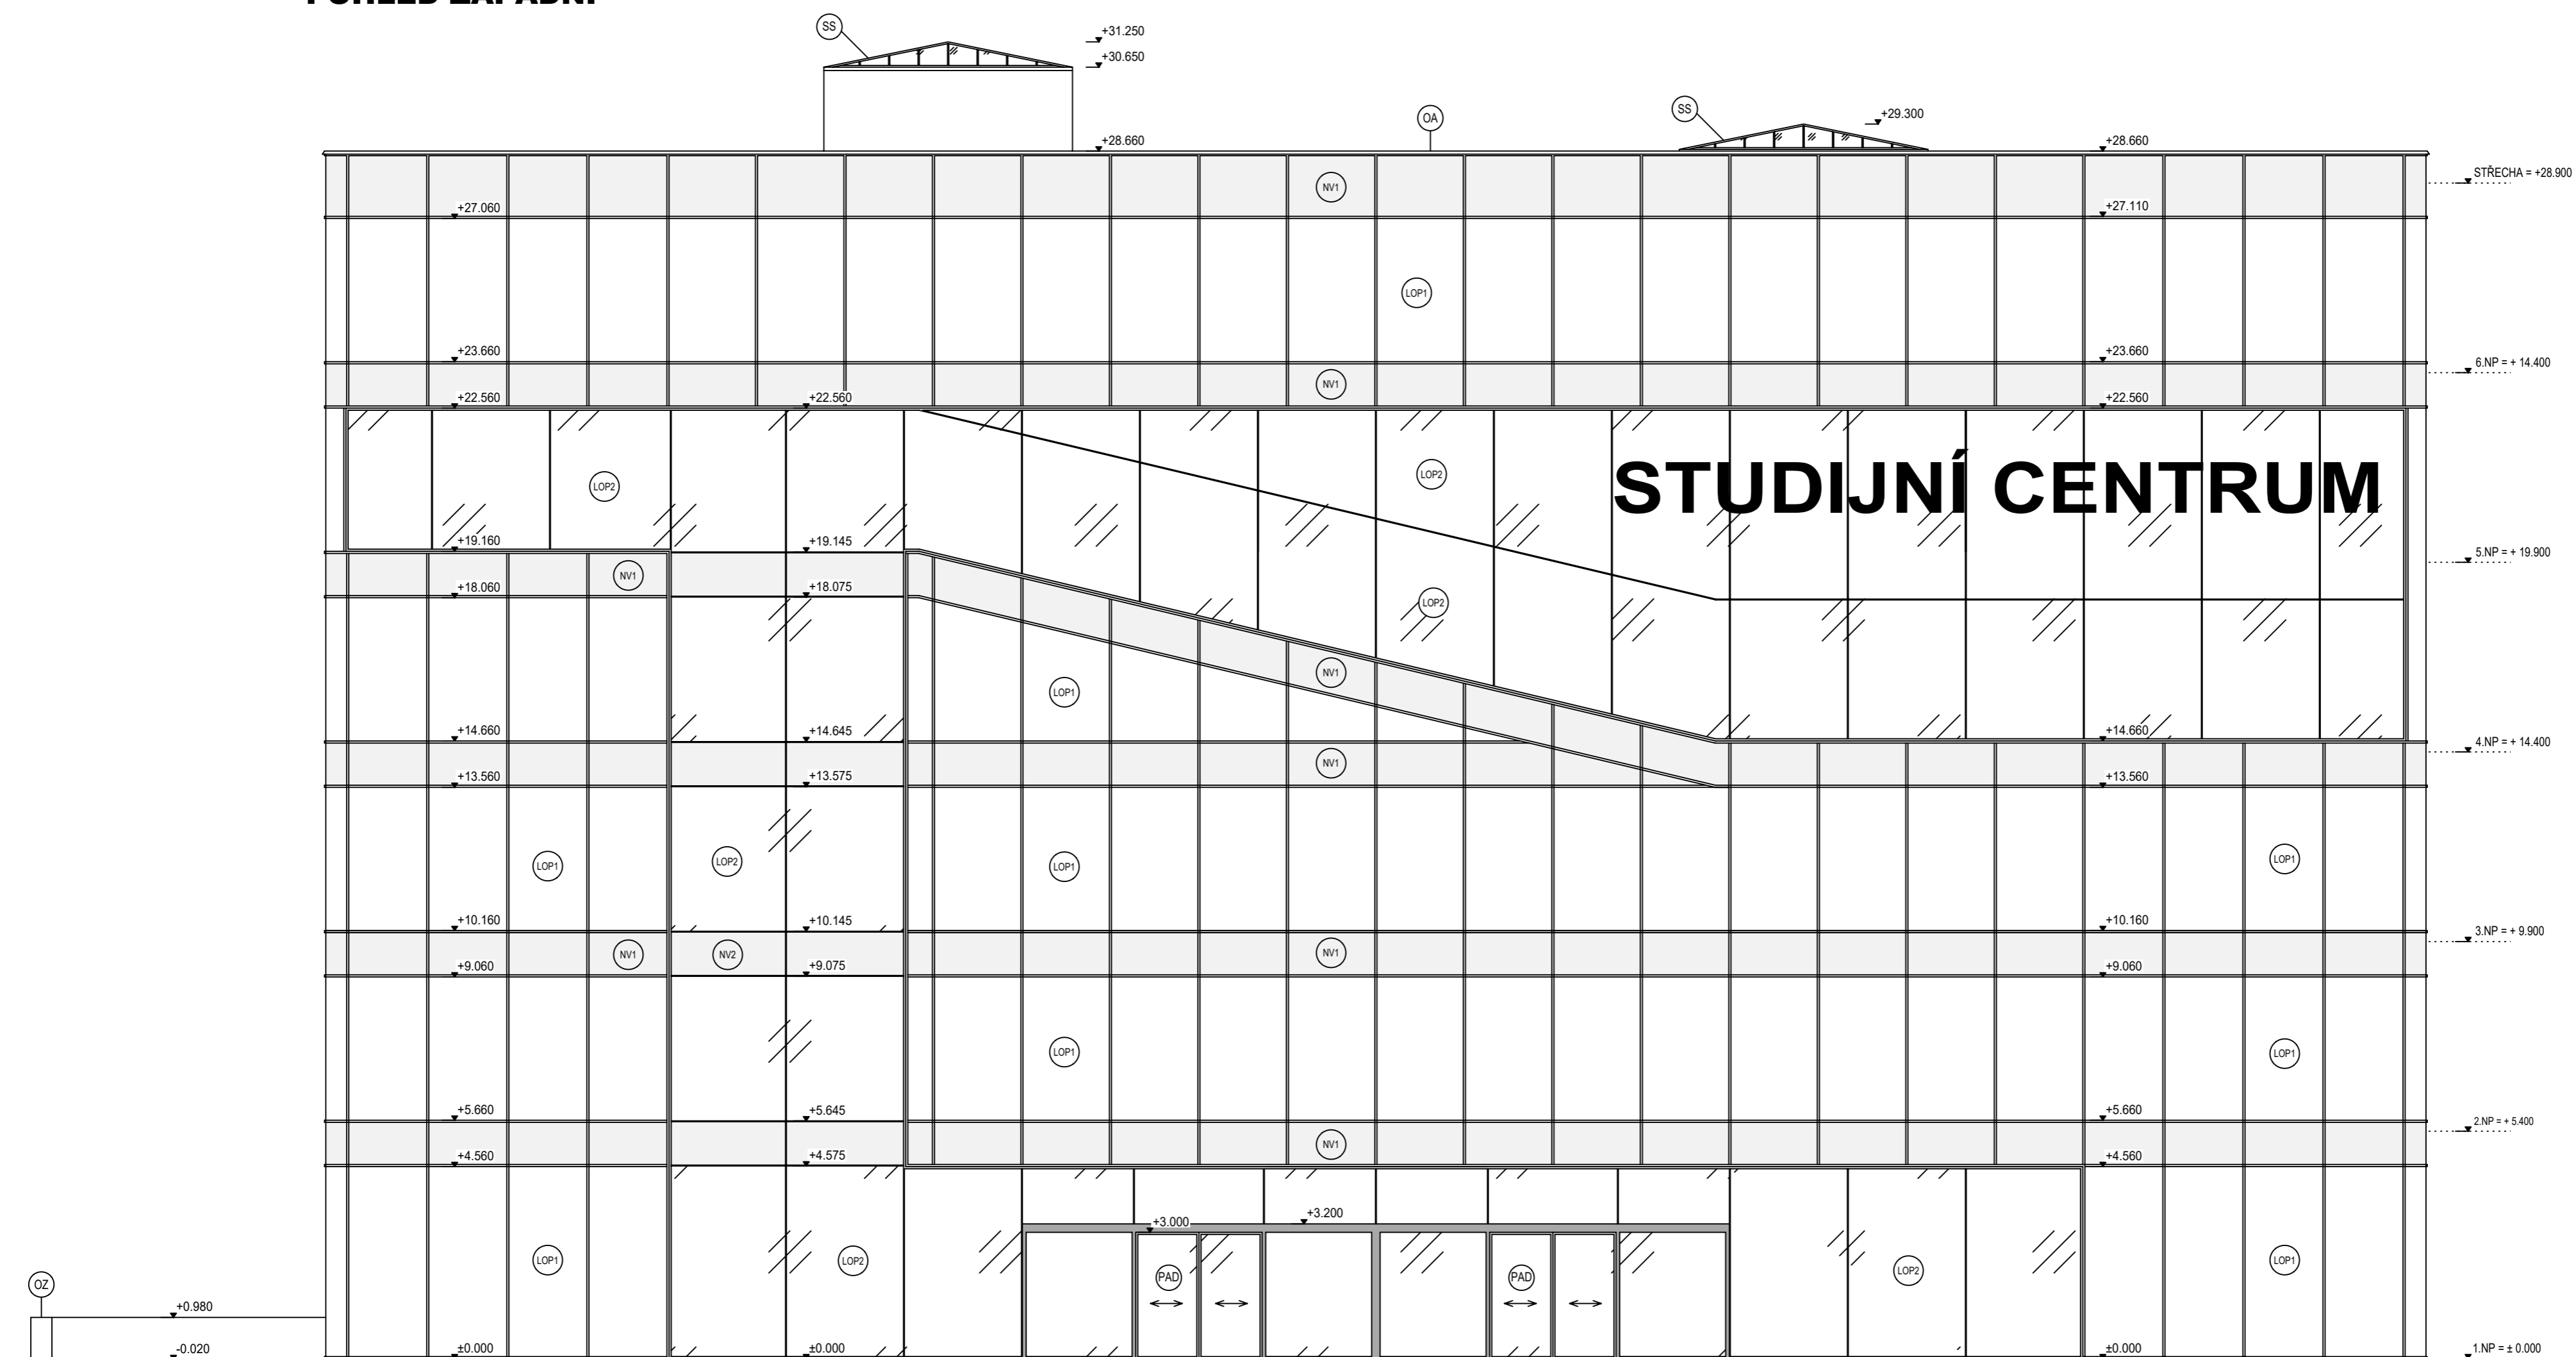 SS
+31.250
+30.650
OA
SS
+29.300
+28.660
+28.660
STŘECHA = +28.900
NV1
+27.060
+27.110
LOP1
+23.660
+23.660
6.NP = + 14.400
NV1
+22.560
+22.560
+22.560
LOP2
LOP2
STUDIJNÍ CENTRUM
+19.160
+19.145
5.NP = + 19.900
NV1
+18.060
+18.075
LOP2
NV1
LOP1
+14.660
+14.645
+14.660
4.NP = + 14.400
NV1
+13.560
+13.575
+13.560
LOP1
LOP2
LOP1
LOP1
+10.160
+10.145
+10.160
3.NP = + 9.900
NV1
NV2
NV1
+9.060
+9.075
+9.060
LOP1
LOP1
+5.660
+5.645
+5.660
2.NP = + 5.400
NV1
+4.560
+4.575
+4.560
+3.000
+3.200
LOP1
LOP2
PAD
PAD
LOP2
LOP1
OZ
+0.980
-0.020
±0.000
±0.000
±0.000
1.NP = ± 0.000